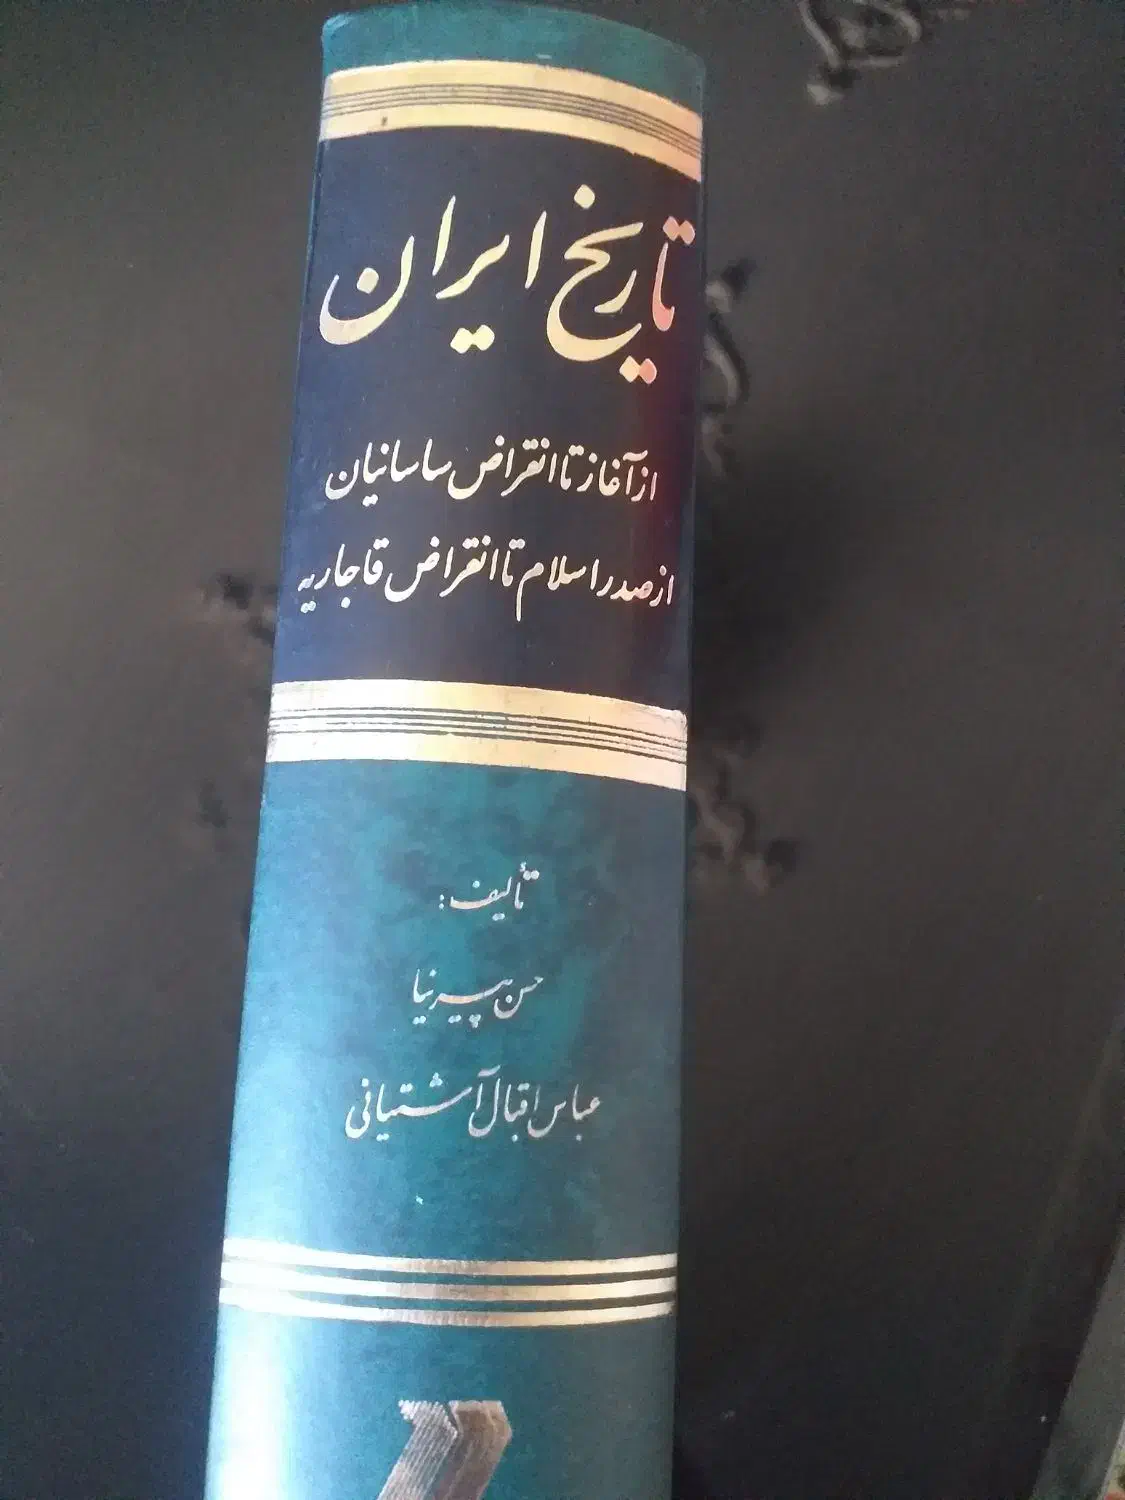 تاریخ ایران
از آغاز تا انقراض ساسانیان
از صدر اسلام تا انقراض قاجاریه
تألیف:
حسن پیرنیا
عباس اقبال آشتیانی